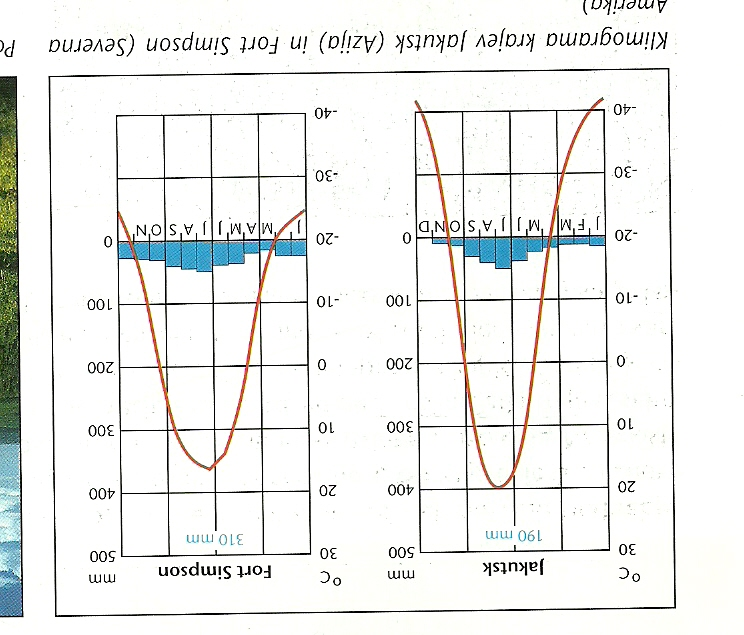 °C Jakutsk mm
30 500
190 mm
20 400
10 300
0 200
-10 100
-20 0
J F M M J J A S O N D
-30
-40
°C Fort Simpson mm
30 500
310 mm
20 400
10 300
0 200
-10 100
-20 0
J M A M J J A S O N
-30
-40
Klimograma krajev Jakutsk (Azija) in Fort Simpson (Severna
Amerika)